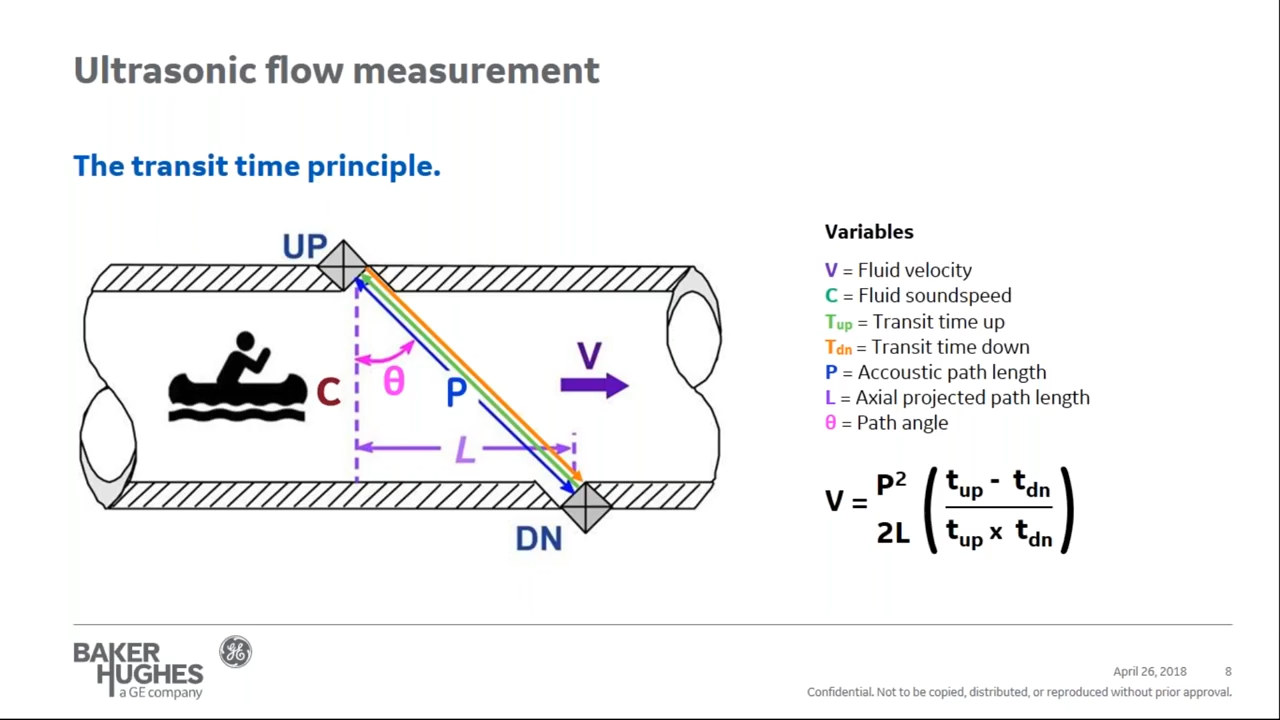 Ultrasonic flow measurement
The transit time principle.
UP
C
θ
P
V
L
DN
Variables
V = Fluid velocity
C = Fluid soundspeed
Tup = Transit time up
Tdn = Transit time down
P = Accoustic path length
L = Axial projected path length
θ = Path angle
V = P²/2L (tup - tdn / tup x tdn)
BAKER
HUGHES
a GE company
GE
April 26, 2018 8
Confidential. Not to be copied, distributed, or reproduced without prior approval.